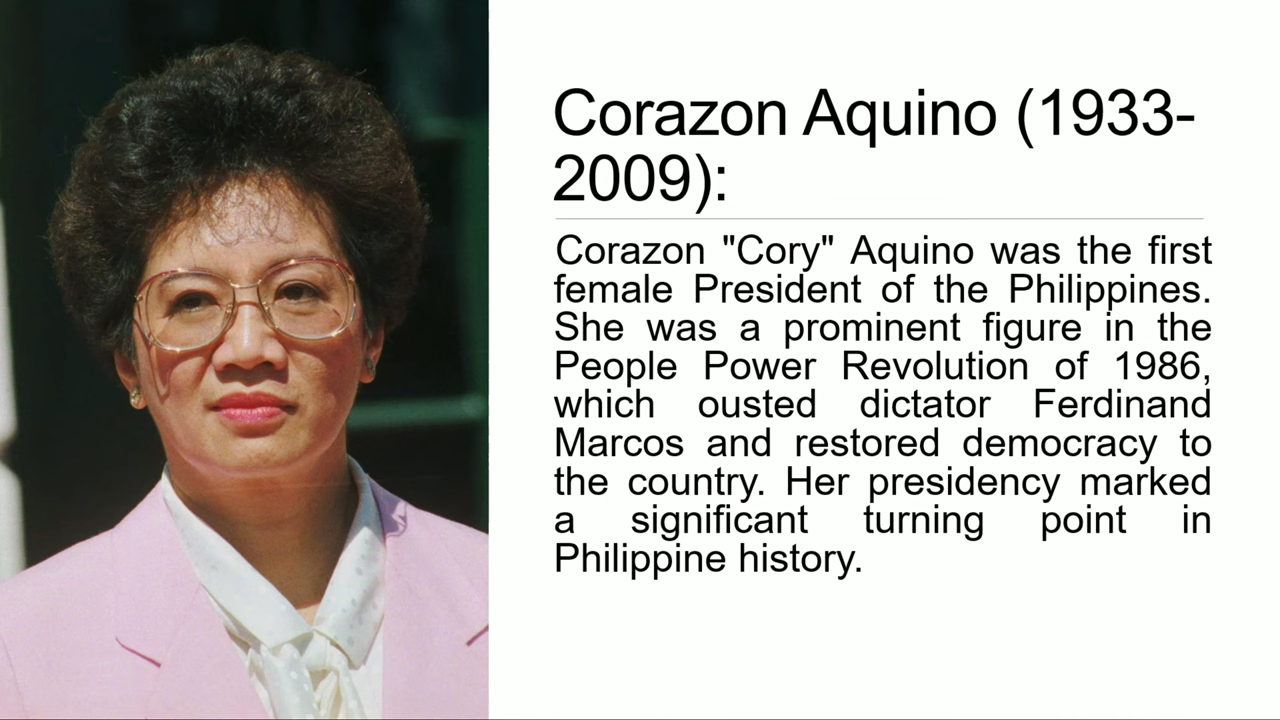 Corazon Aquino (1933-
2009):
Corazon "Cory" Aquino was the first
female President of the Philippines.
She was a prominent figure in the
People Power Revolution of 1986,
which ousted dictator Ferdinand
Marcos and restored democracy to
the country. Her presidency marked
a significant turning point in
Philippine history.